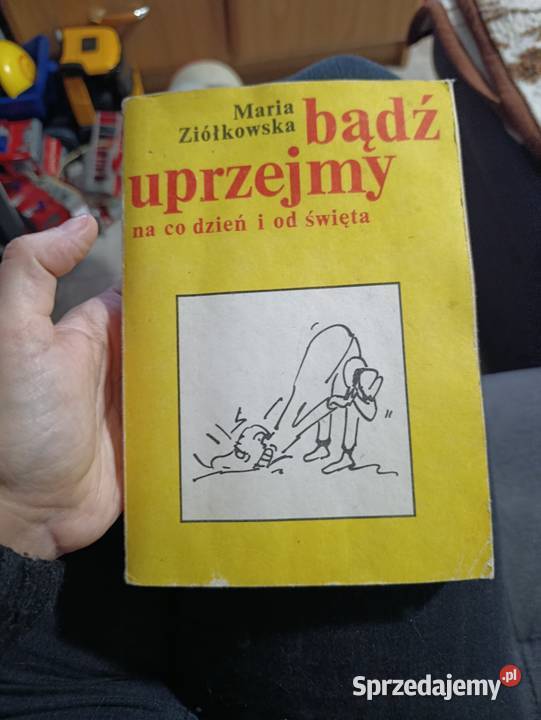 Maria
Ziółkowska
bądź
uprzejmy
na co dzień i od święta
Sprzedajemy.pl